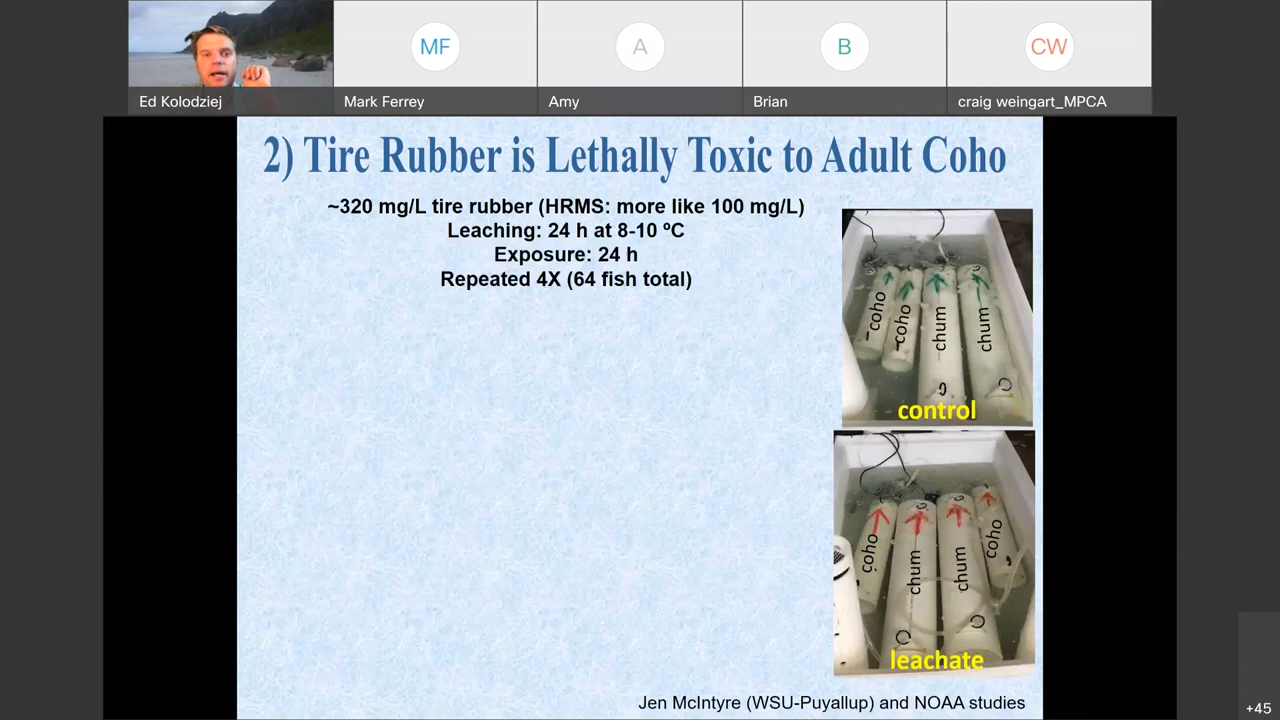 Ed Kolodziej
MF
Mark Ferrey
A
Amy
B
Brian
CW
craig weingart_MPCA
2) Tire Rubber is Lethally Toxic to Adult Coho
~320 mg/L tire rubber (HRMS: more like 100 mg/L)
Leaching: 24 h at 8-10 ºC
Exposure: 24 h
Repeated 4X (64 fish total)
coho
coho
chum
chum
control
coho
chum
chum
coho
leachate
Jen McIntyre (WSU-Puyallup) and NOAA studies
+45